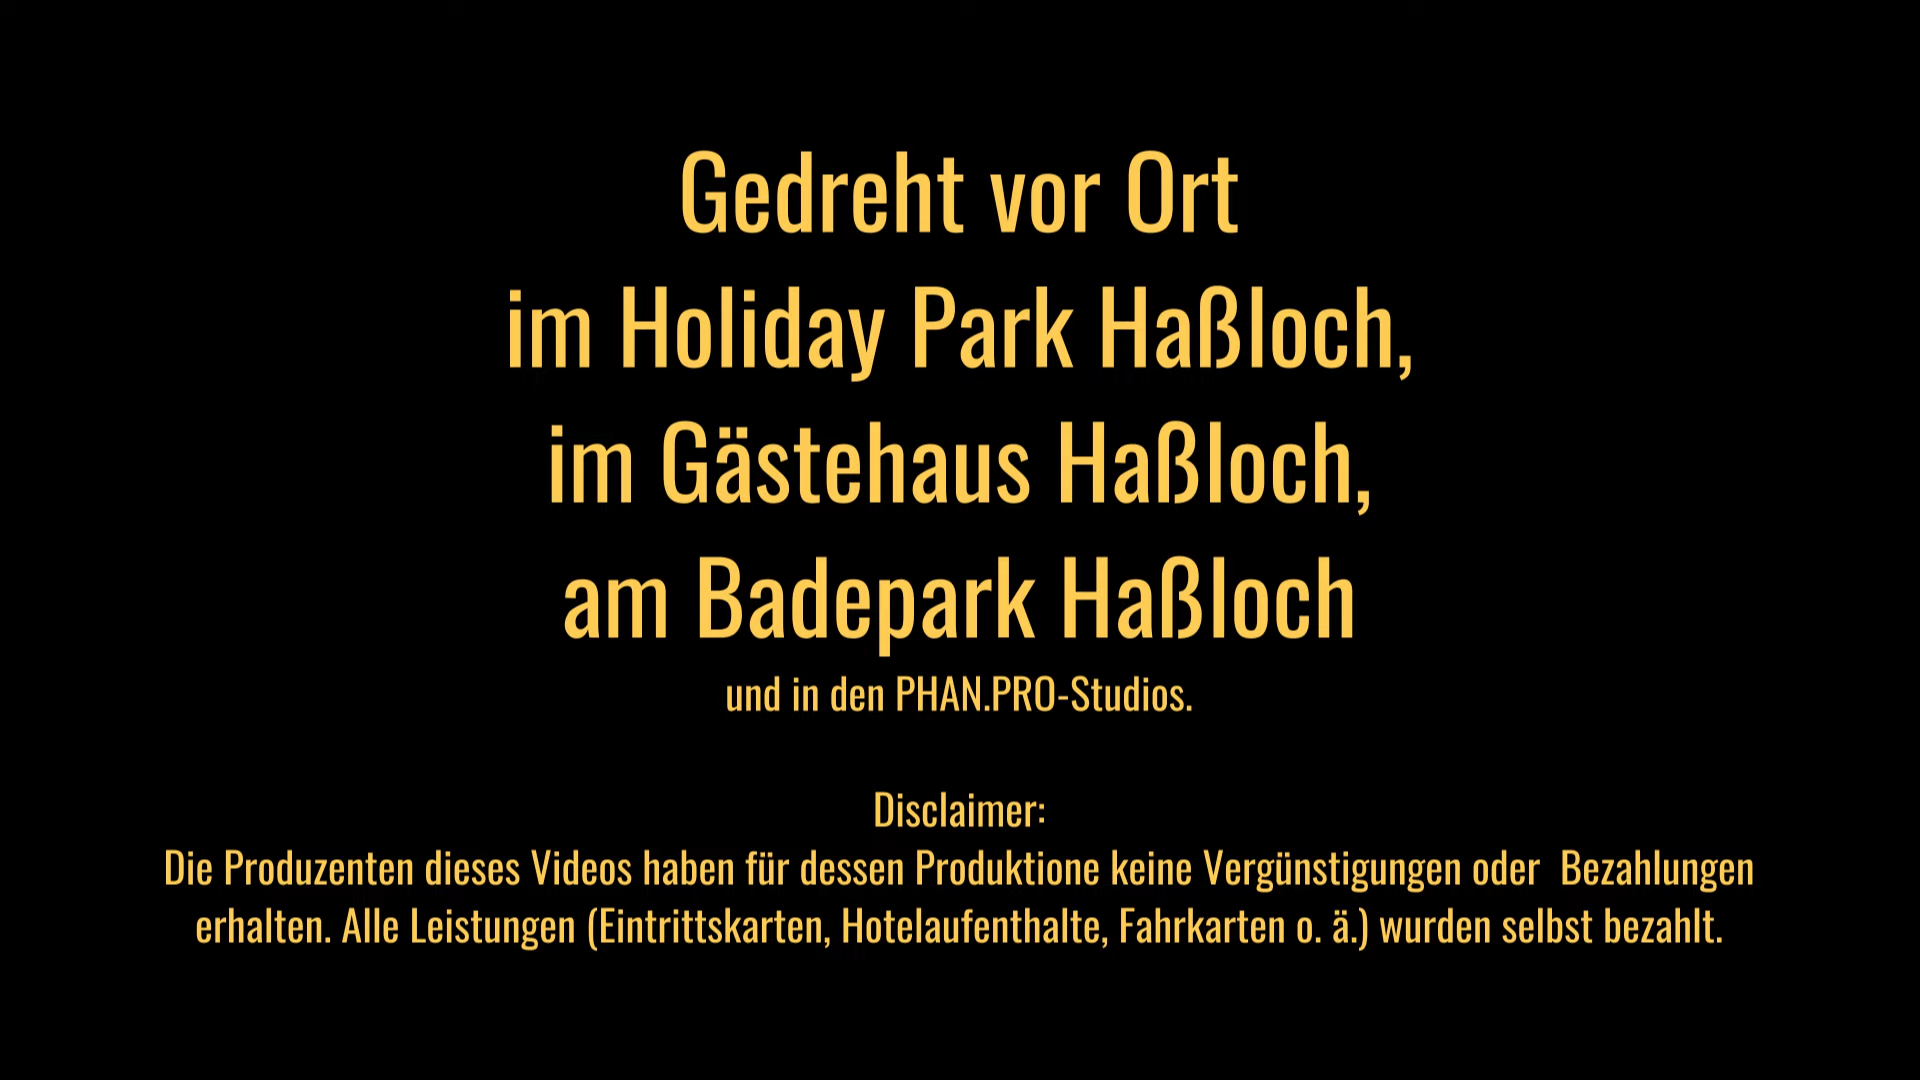 Gedreht vor Ort
im Holiday Park Haßloch,
im Gästehaus Haßloch,
am Badepark Haßloch
und in den PHAN.PRO-Studios.
Disclaimer:
Die Produzenten dieses Videos haben für dessen Produktione keine Vergünstigungen oder  Bezahlungen
erhalten. Alle Leistungen (Eintrittskarten, Hotelaufenthalte, Fahrkarten o. ä.) wurden selbst bezahlt.